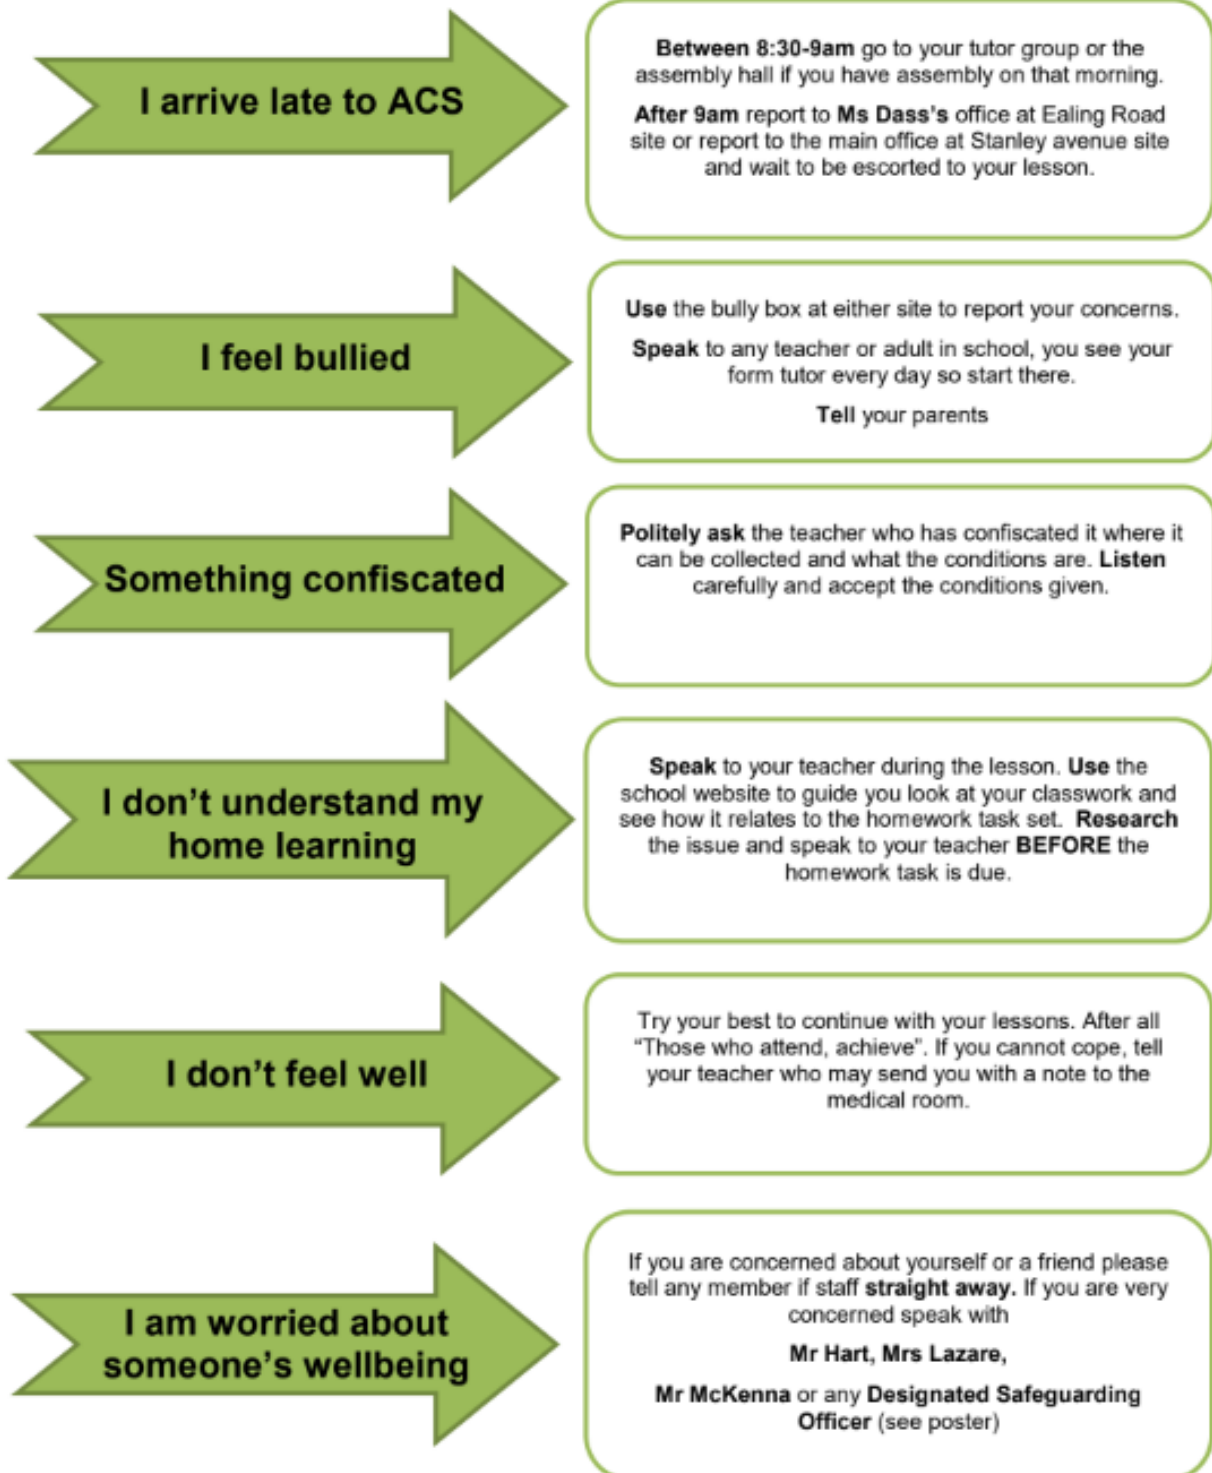 I arrive late to ACS
Between 8:30-9am go to your tutor group or the
assembly hall if you have assembly on that morning.
After 9am report to Ms Dass's office at Ealing Road
site or report to the main office at Stanley avenue site
and wait to be escorted to your lesson.
I feel bullied
Use the bully box at either site to report your concerns.
Speak to any teacher or adult in school, you see your
form tutor every day so start there.
Tell your parents
Something confiscated
Politely ask the teacher who has confiscated it where it
can be collected and what the conditions are. Listen
carefully and accept the conditions given.
I don't understand my
home learning
Speak to your teacher during the lesson. Use the
school website to guide you look at your classwork and
see how it relates to the homework task set. Research
the issue and speak to your teacher BEFORE the
homework task is due.
I don't feel well
Try your best to continue with your lessons. After all
“Those who attend, achieve”. If you cannot cope, tell
your teacher who may send you with a note to the
medical room.
I am worried about
someone's wellbeing
If you are concerned about yourself or a friend please
tell any member if staff straight away. If you are very
concerned speak with
Mr Hart, Mrs Lazare,
Mr McKenna or any Designated Safeguarding
Officer (see poster)